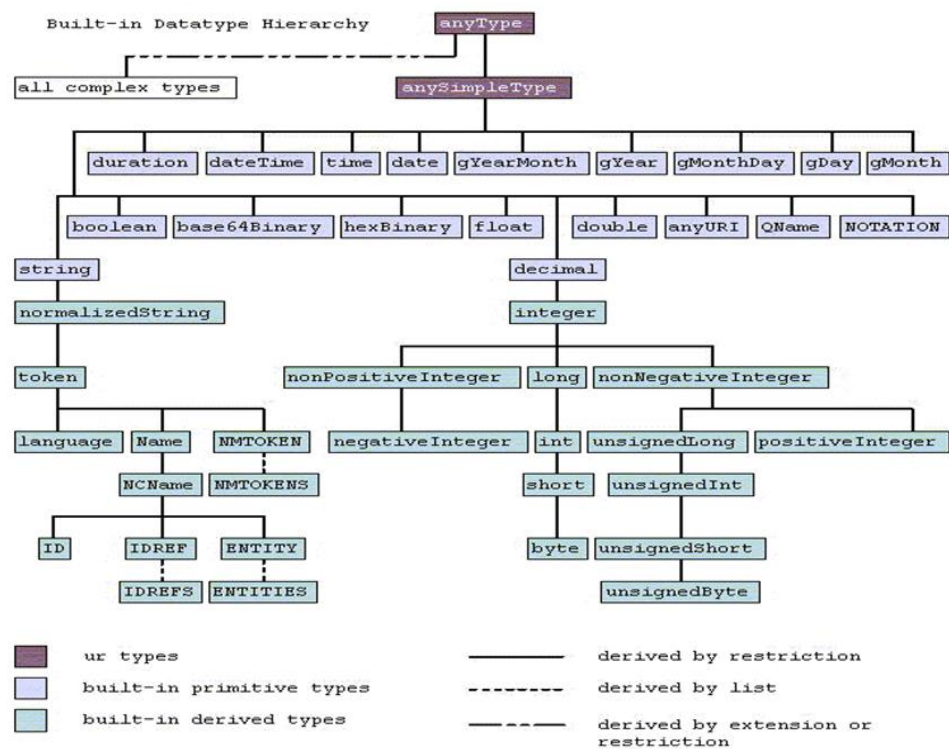 Built-in Datatype Hierarchy
anyType
all complex types
anySimpleType
duration dateTime time date gYearMonth gYear gMonthDay gDay gMonth
boolean base64Binary hexBinary float double anyURI QName NOTATION
string decimal
normalizedString integer
token nonPositiveInteger long nonNegativeInteger
language Name NMTOKEN negativeInteger int unsignedLong positiveInteger
NCName NMTOKENS short unsignedInt
ID IDREF ENTITY byte unsignedShort
IDREFS ENTITIES unsignedByte
ur types derived by restriction
built-in primitive types derived by list
built-in derived types derived by extension or
restriction